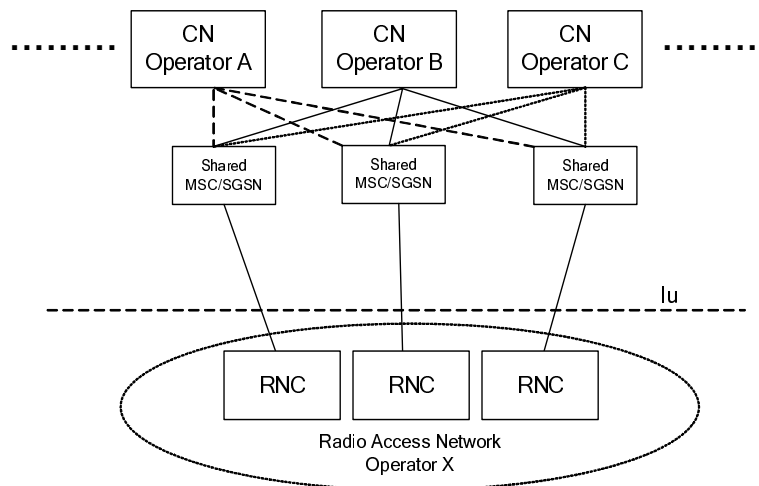 CN
Operator A
CN
Operator B
CN
Operator C
Shared
MSC/SGSN
Shared
MSC/SGSN
Shared
MSC/SGSN
Iu
RNC
RNC
RNC
Radio Access Network
Operator X